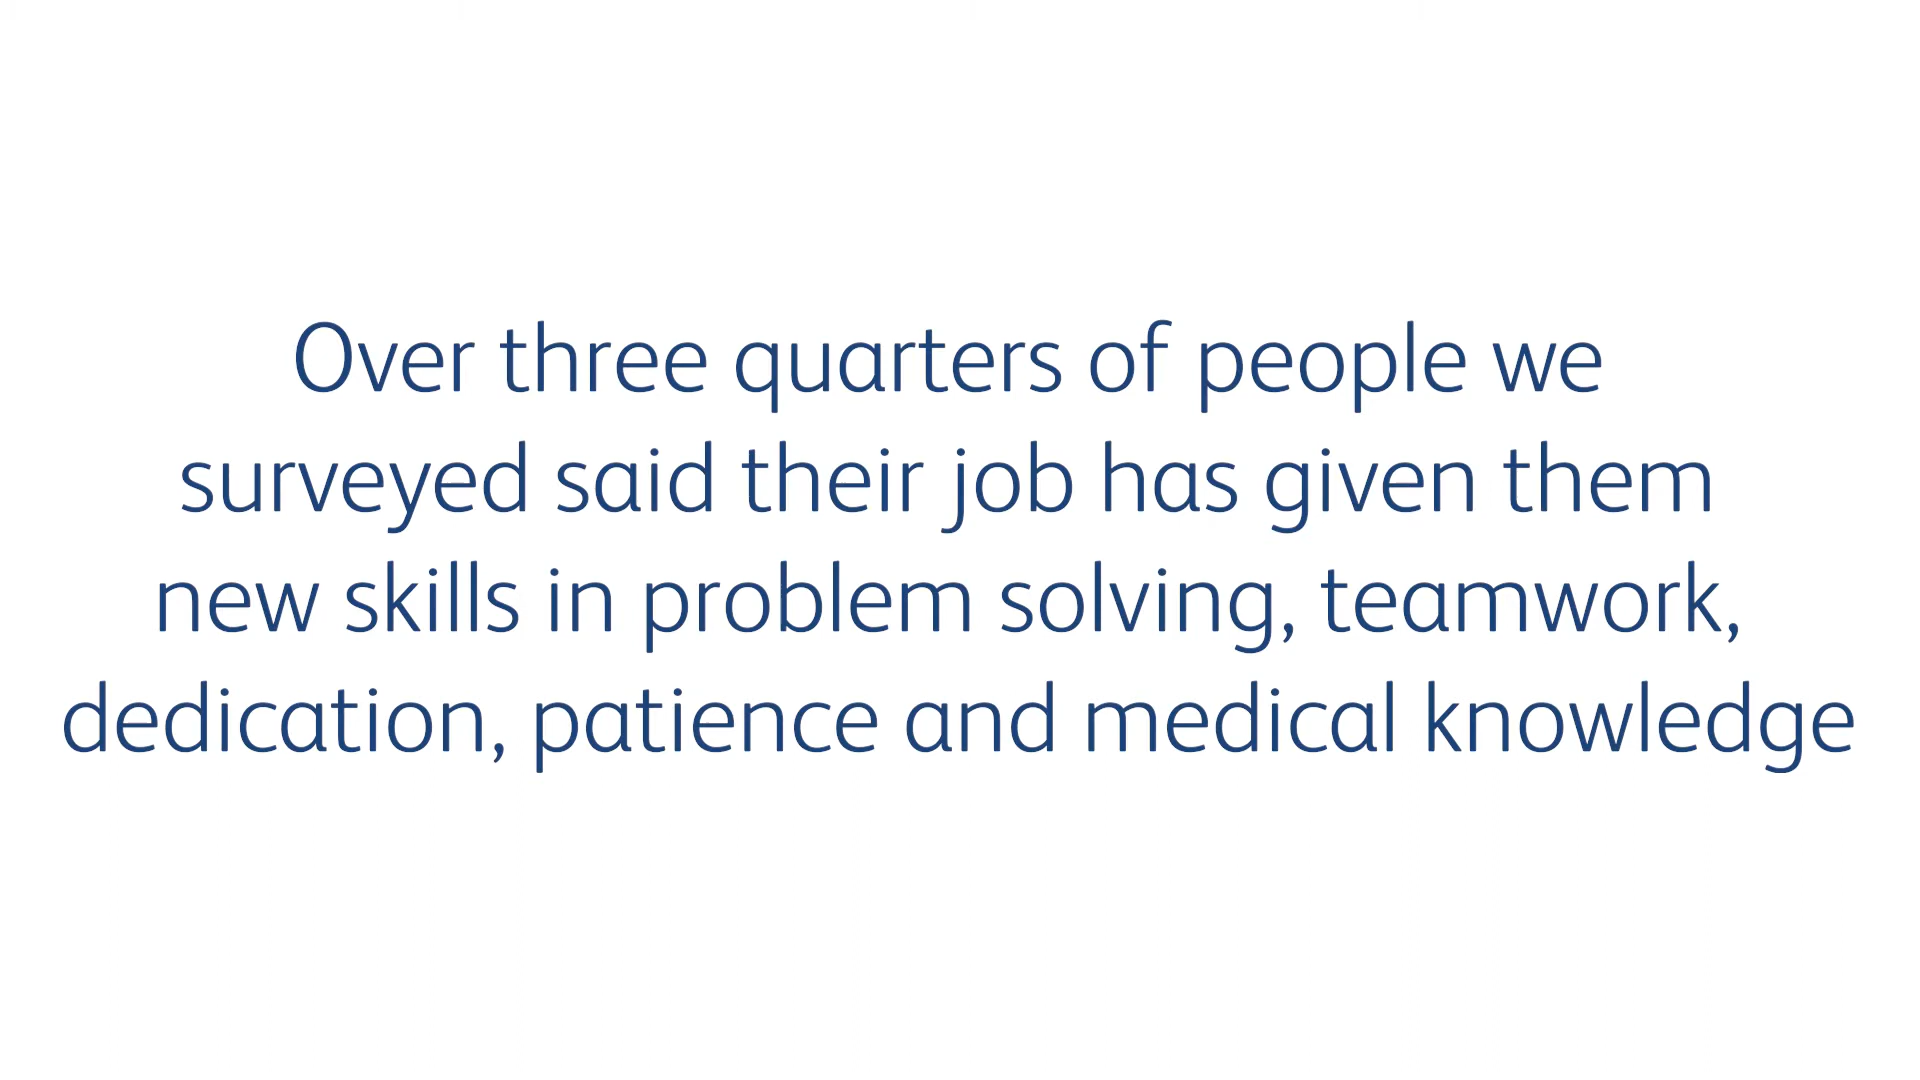 Over three quarters of people we
surveyed said their job has given them
new skills in problem solving, teamwork,
dedication, patience and medical knowledge